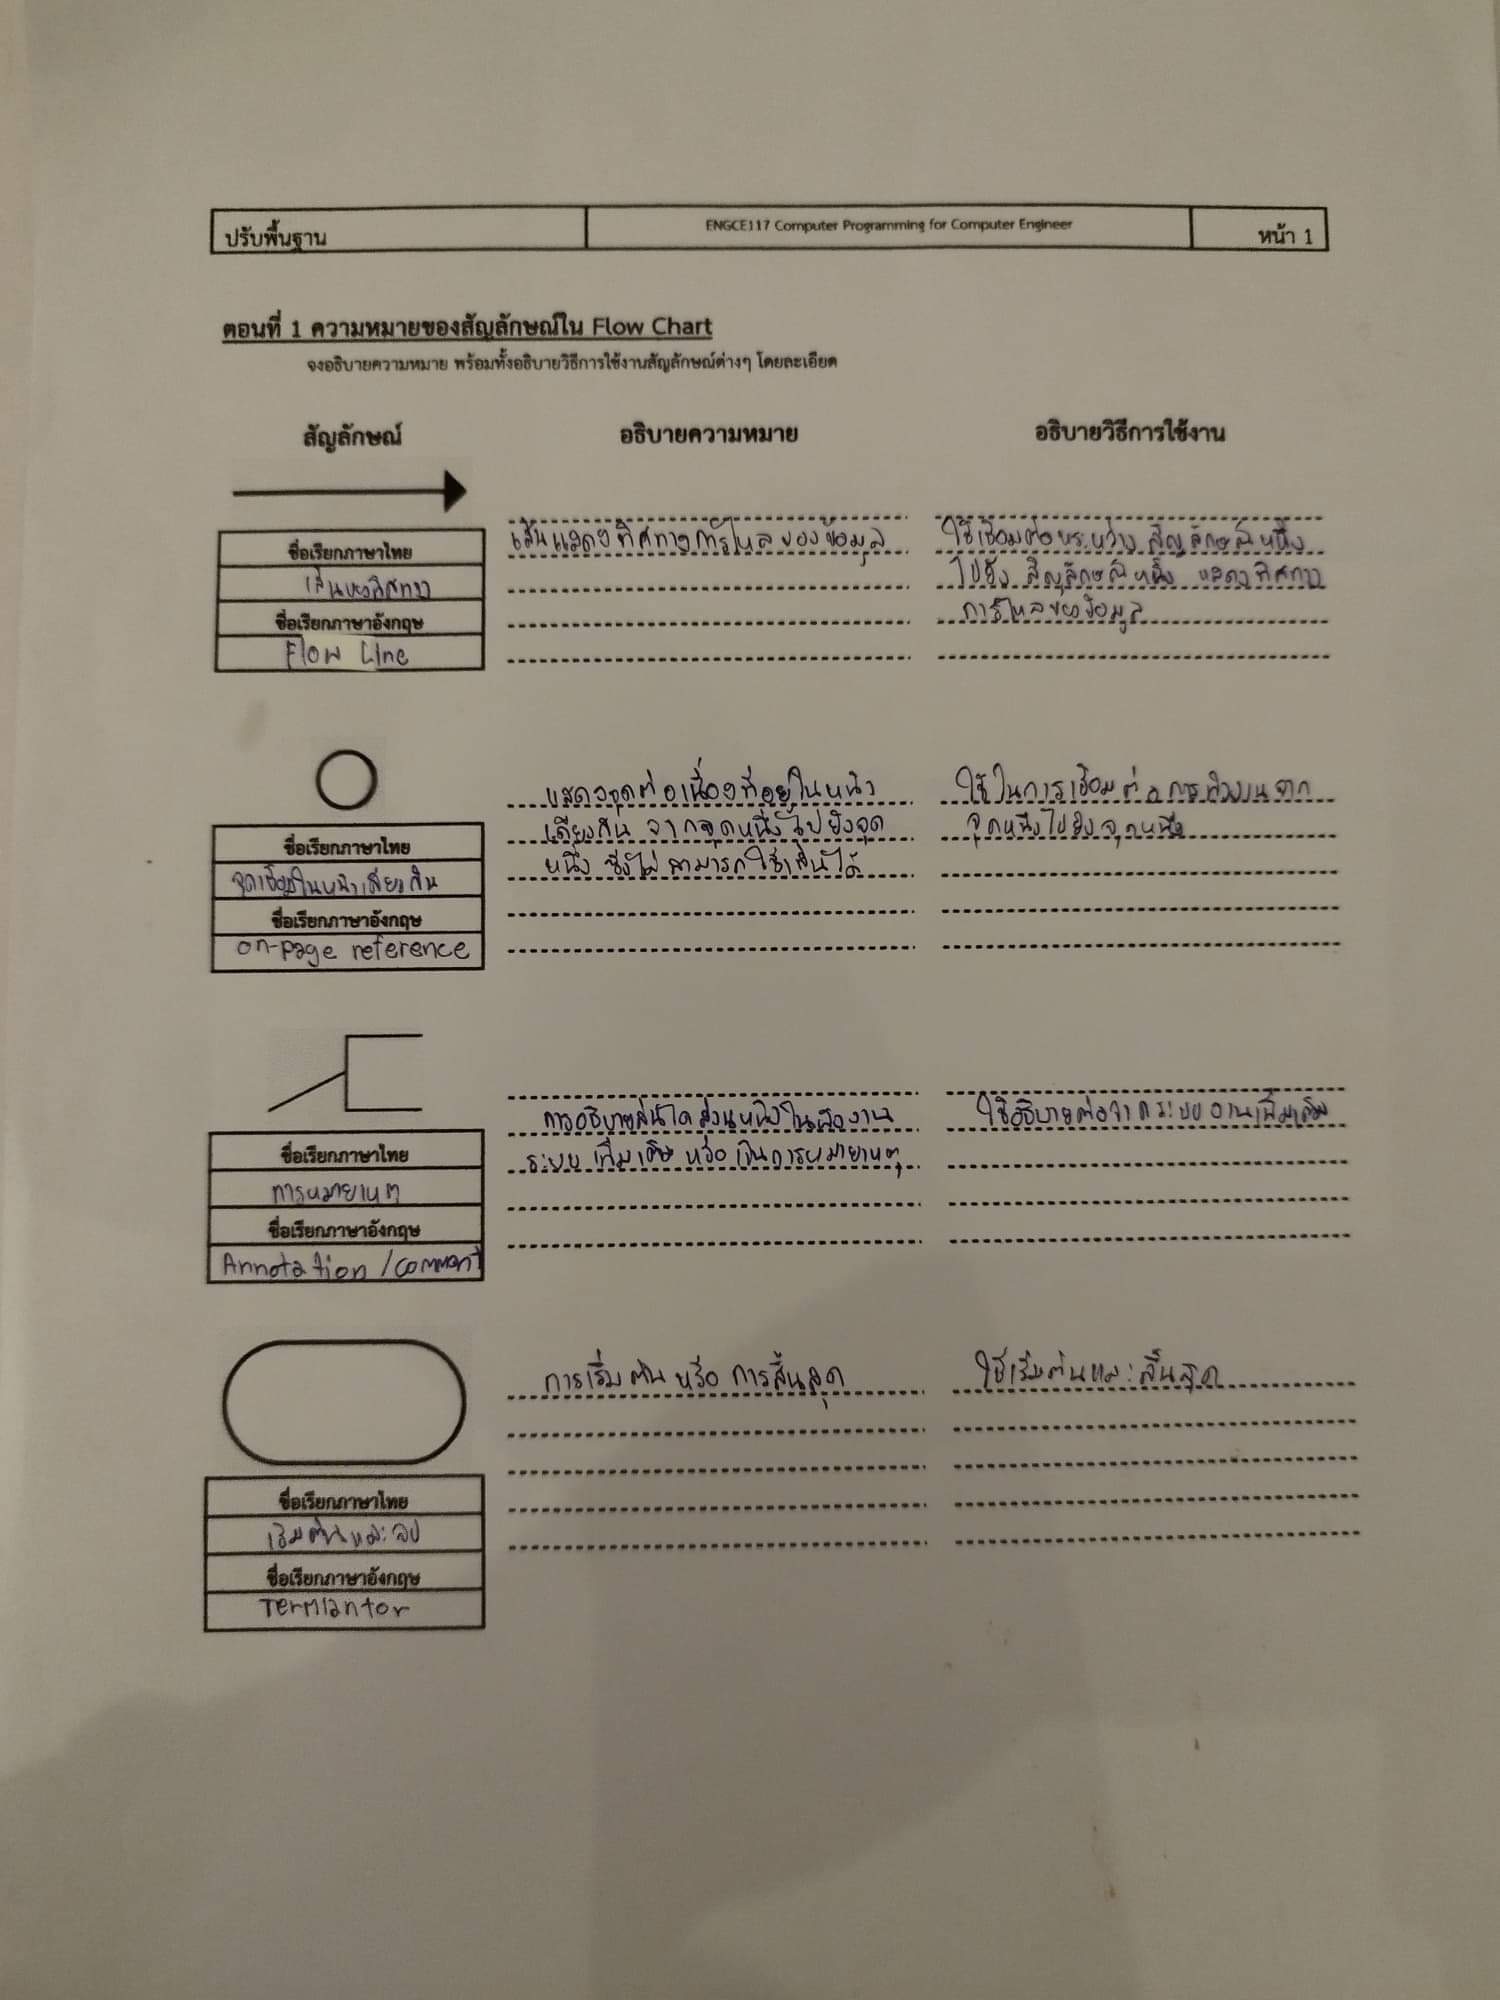 ปรับพื้นฐาน
ENGCE117 Computer Programming for Computer Engineer
หน้า 1
ตอนที่ 1 ความหมายของสัญลักษณ์ใน Flow Chart
จงอธิบายความหมาย พร้อมทั้งอธิบายวิธีการใช้งานสัญลักษณ์ต่างๆ โดยละเอียด
สัญลักษณ์
อธิบายความหมาย
อธิบายวิธีการใช้งาน
ชื่อเรียกภาษาไทย
ชื่อเรียกภาษาอังกฤษ
Flow Line
เส้นแสดงทิศทางการไหลของข้อมูล
ใช้เชื่อมต่อระหว่าง สัญลักษณ์หนึ่ง
ไปยัง สัญลักษณ์หนึ่ง แสดงทิศทาง
การไหลของข้อมูล
ชื่อเรียกภาษาไทย
จุดเชื่อมในหน้าเดียวกัน
ชื่อเรียกภาษาอังกฤษ
on-page reference
แสดงจุดต่อเนื่องที่อยู่ในหน้า
เดียวกัน จากจุดหนึ่งไปยังจุด
หนึ่ง ซึ่งไม่สามารถใช้เส้นได้
ใช้ในการเชื่อมต่อการทำงานจาก
จุดหนึ่งไปยังจุดหนึ่ง
ชื่อเรียกภาษาไทย
การหมายเหตุ
ชื่อเรียกภาษาอังกฤษ
Annotation /comment
การอธิบายส่วนใดส่วนหนึ่งใน
ระบบ เพิ่มเติม หรือ เป็นการหมายเหตุ
ใช้อธิบายต่อจากระบบงานเพิ่มเติม
ชื่อเรียกภาษาไทย
เริ่มต้นและจบ
ชื่อเรียกภาษาอังกฤษ
Termiantor
การเริ่มต้น หรือ การสิ้นสุด
ใช้เริ่มต้นและสิ้นสุด